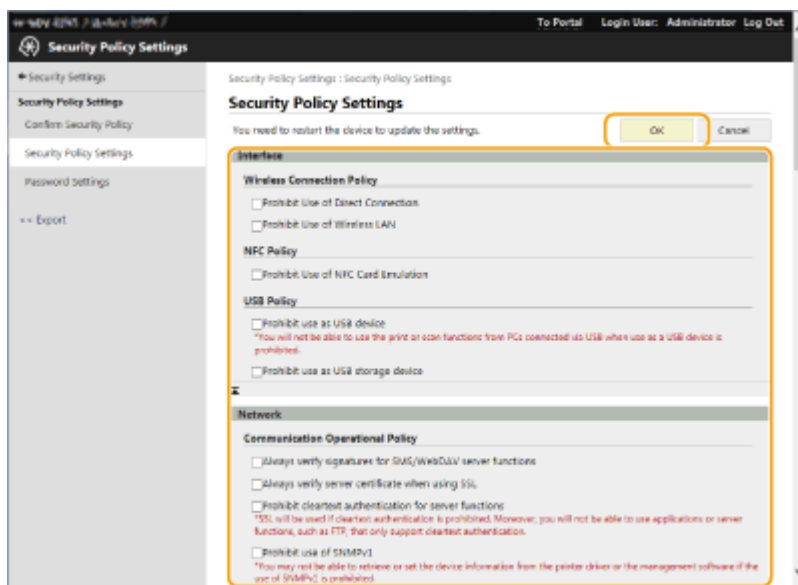 To Portal Login User: Administrator Log Out
Security Policy Settings
Security Settings
Security Policy Settings : Security Policy Settings
Security Policy Settings
Security Policy Settings
Confirm Security Policy
You need to restart the device to update the settings.
OK
Cancel
Security Policy Settings
Interface
Password Settings
Wireless Connection Policy
Prohibit Use of Direct Connection
Export
Prohibit Use of Wireless LAN
NFC Policy
Prohibit Use of NFC Card Emulation
USB Policy
Prohibit use as USB device
*You will not be able to use the print or scan functions from PCs connected via USB when use as a USB device is
prohibited.
Prohibit use as USB storage device
Network
Communication Operational Policy
Always verify signatures for SMS/WebDAV server functions
Always verify server certificate when using SSL
Prohibit cleartext authentication for server functions
*SSL will be used if cleartext authentication is prohibited. Moreover, you will not be able to use applications or server
functions, such as FTP, that only support cleartext authentication.
Prohibit use of SNMPv1
*You may not be able to retrieve or set the device information from the printer driver or the management software if the
use of SNMPv1 is prohibited.